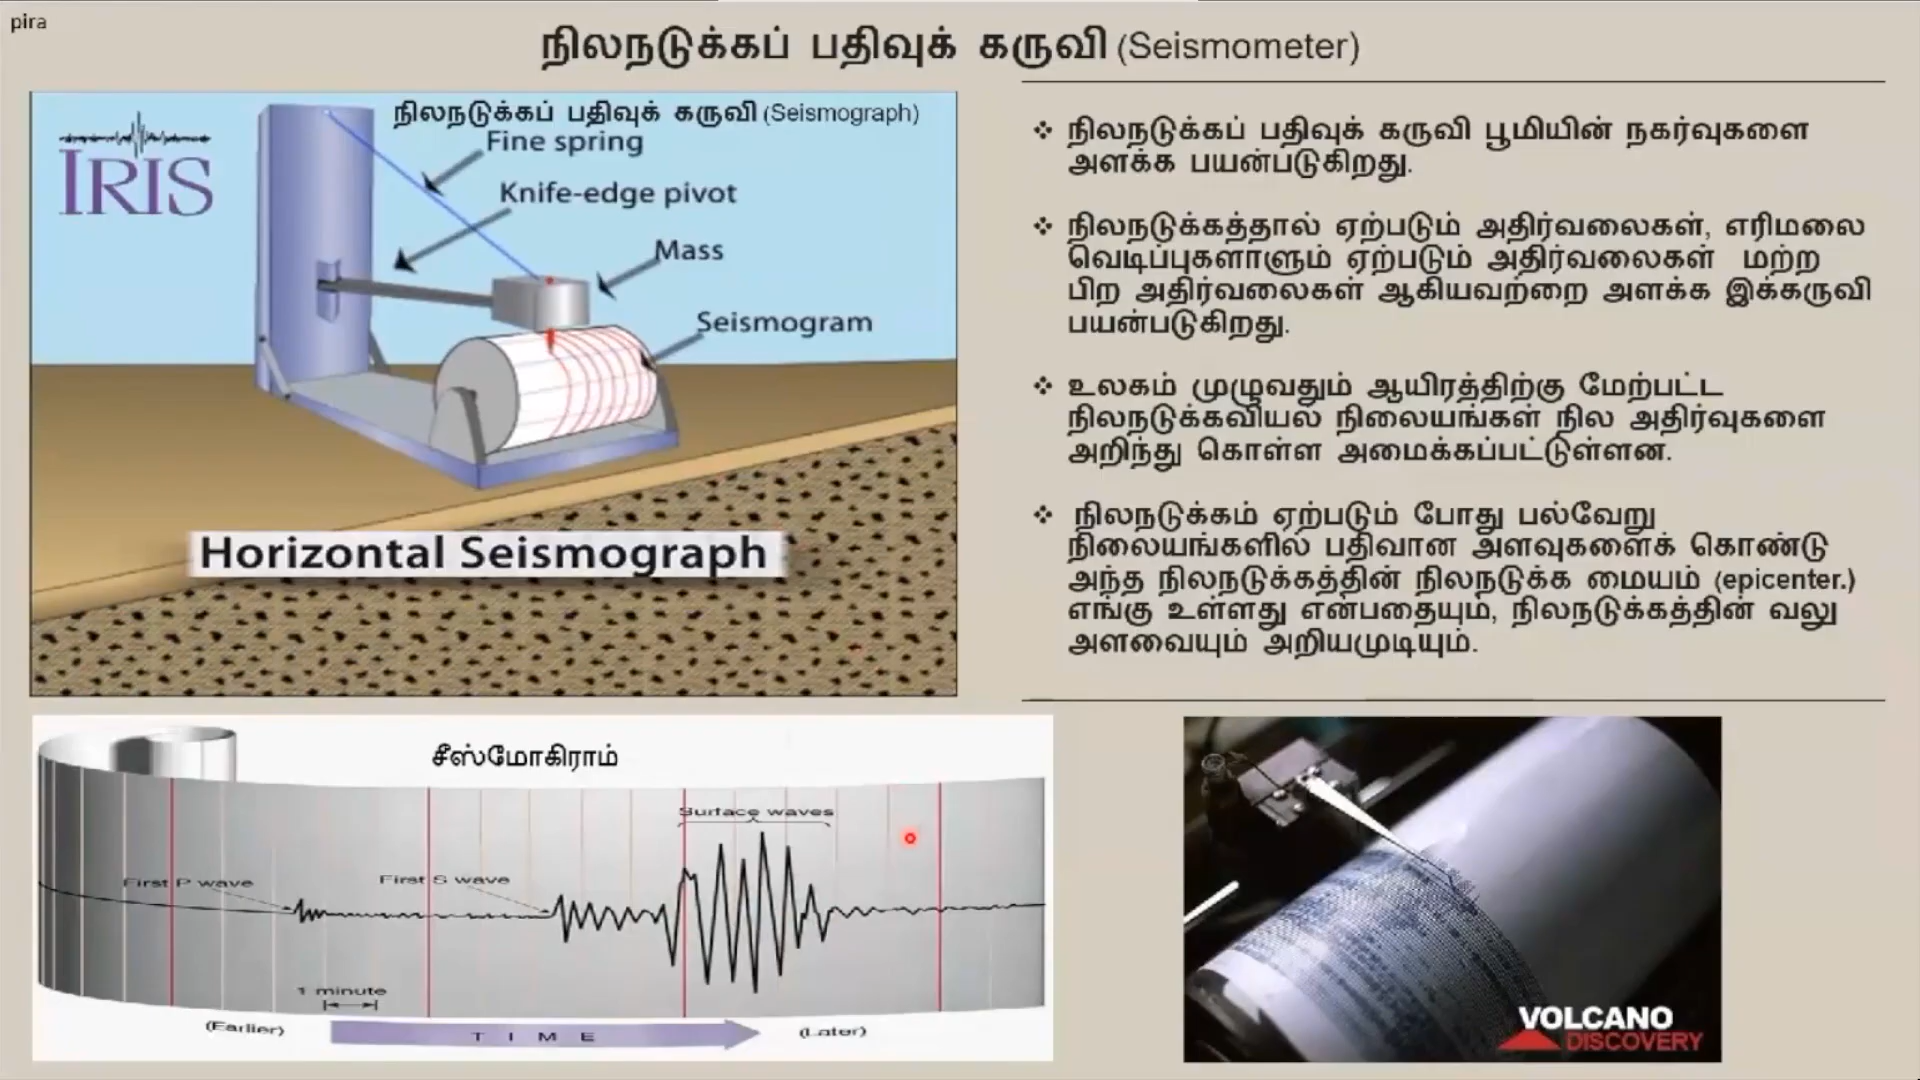 pira
நிலநடுக்கப் பதிவுக் கருவி (Seismometer)
நிலநடுக்கப் பதிவுக் கருவி (Seismograph)
IRIS
Fine spring
Knife-edge pivot
Mass
Seismogram
Horizontal Seismograph
❖ நிலநடுக்கப் பதிவுக் கருவி பூமியின் நகர்வுகளை
அளக்க பயன்படுகிறது.
❖ நிலநடுக்கத்தால் ஏற்படும் அதிர்வலைகள், எரிமலை
வெடிப்புகளாளும் ஏற்படும் அதிர்வலைகள் மற்ற
பிற அதிர்வலைகள் ஆகியவற்றை அளக்க இக்கருவி
பயன்படுகிறது.
❖ உலகம் முழுவதும் ஆயிரத்திற்கு மேற்பட்ட
நிலநடுக்கவியல் நிலையங்கள் நில அதிர்வுகளை
அறிந்து கொள்ள அமைக்கப்பட்டுள்ளன.
❖ நிலநடுக்கம் ஏற்படும் போது பல்வேறு
நிலையங்களில் பதிவான அளவுகளைக் கொண்டு
அந்த நிலநடுக்கத்தின் நிலநடுக்க மையம் (epicenter.)
எங்கு உள்ளது என்பதையும், நிலநடுக்கத்தின் வலு
அளவையும் அறியமுடியும்.
சீஸ்மோகிராம்
Surface waves
First P wave
First S wave
1 minute
(Earlier)
TIME
(Later)
VOLCANO
DISCOVERY